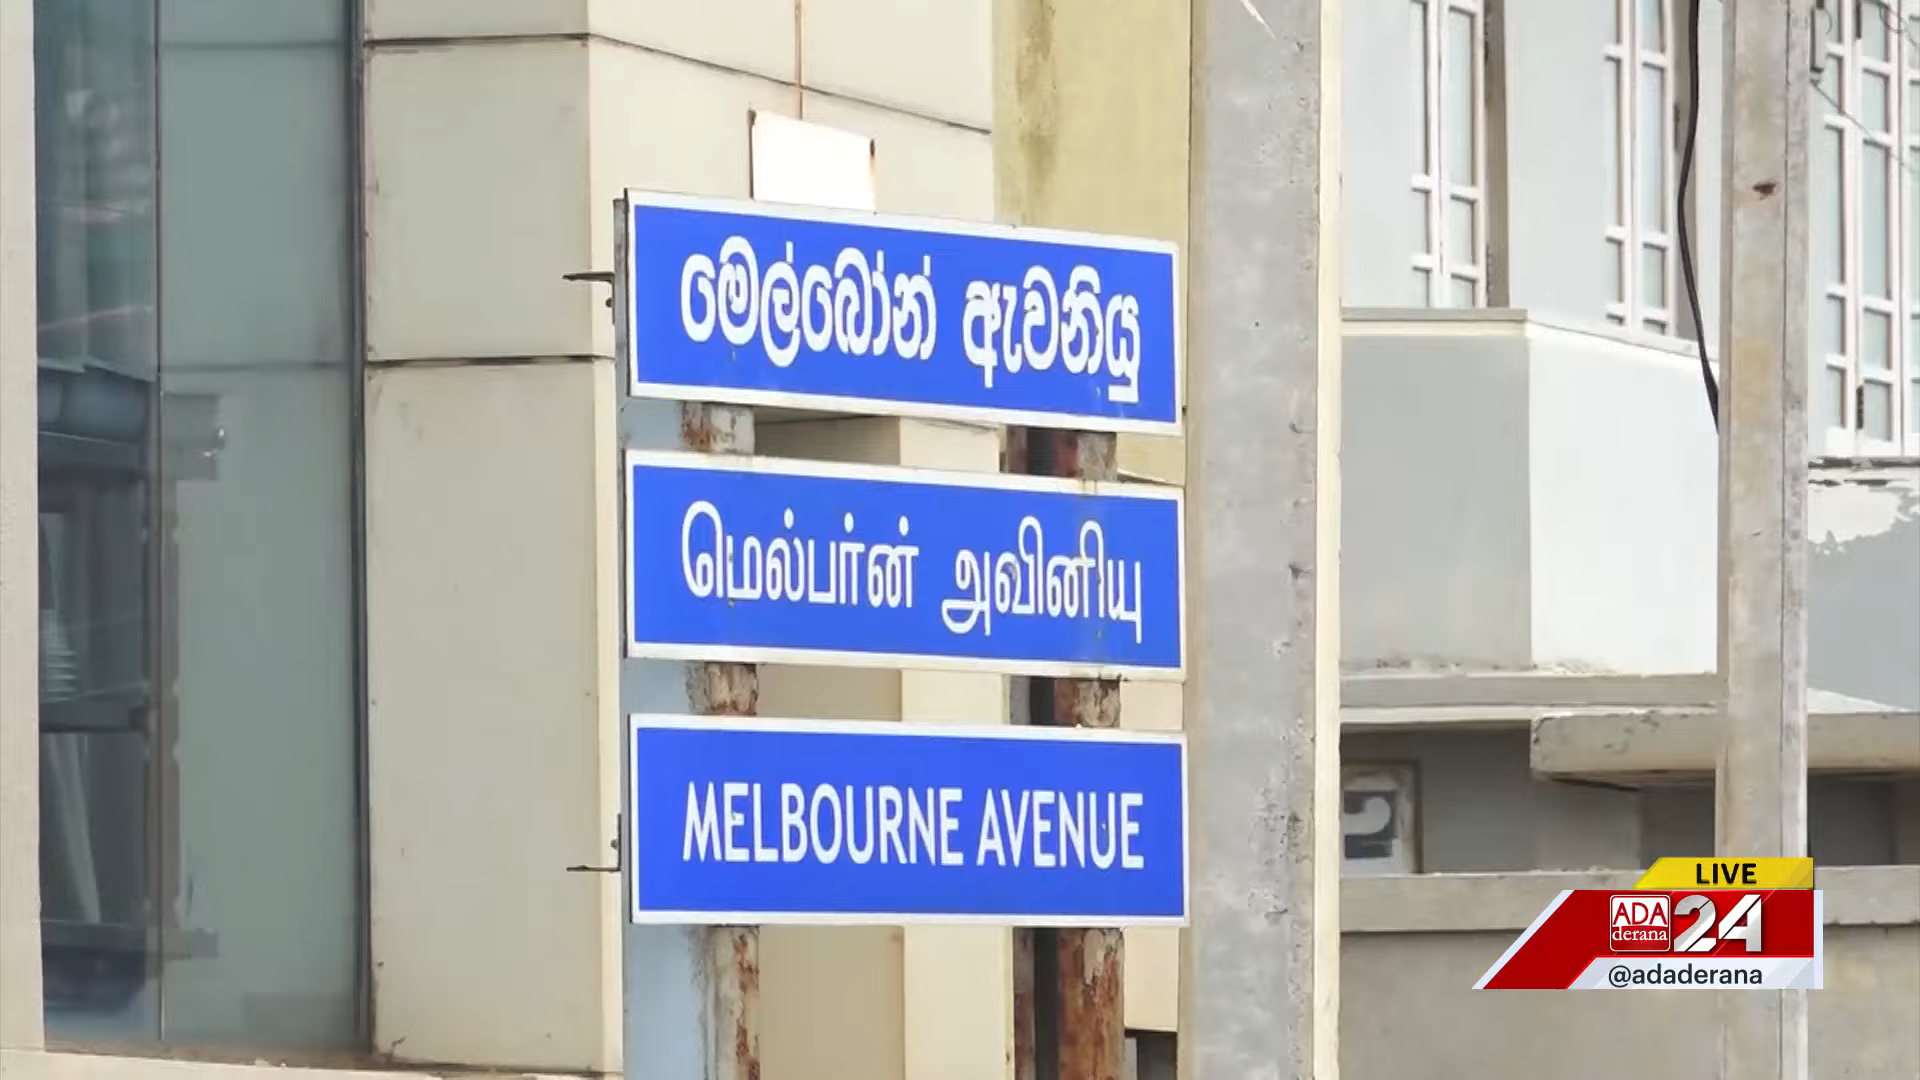 මෙල්බෝන් ඇවනියු
மெல்பர்ன் அவினியு
MELBOURNE AVENUE
LIVE
ADA
derana
24
@adaderana